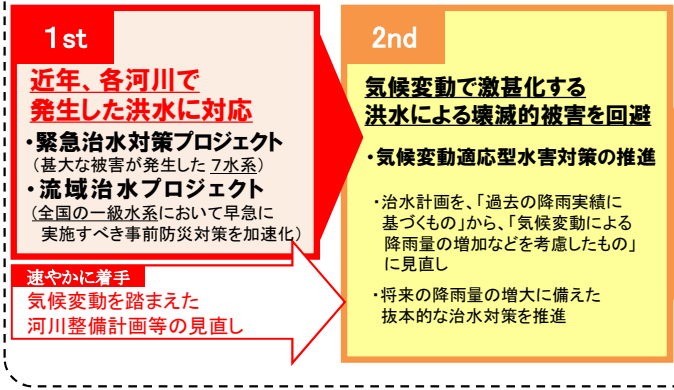 1st
近年、各河川で
発生した洪水に対応
・緊急治水対策プロジェクト
(甚大な被害が発生した 7水系)
・流域治水プロジェクト
(全国の一級水系において早急に
実施すべき事前防災対策を加速化)
速やかに着手
気候変動を踏まえた
河川整備計画等の見直し
2nd
気候変動で激甚化する
洪水による壊滅的被害を回避
・気候変動適応型水害対策の推進
・治水計画を、「過去の降雨実績に
基づくもの」から、「気候変動による
降雨量の増加などを考慮したもの」
に見直し
・将来の降雨量の増大に備えた
抜本的な治水対策を推進